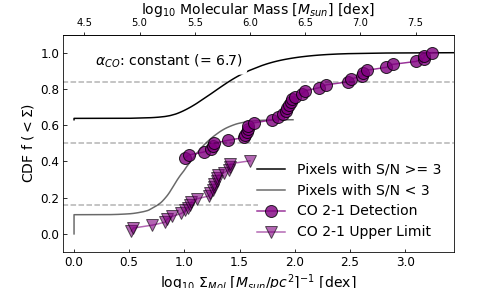 log10 Molecular Mass [Msun] [dex]
4.5 5.0 5.5 6.0 6.5 7.0 7.5
αCO: constant (= 6.7)
CDF f ( < Σ)
1.0
0.8
0.6
0.4
0.2
0.0
Pixels with S/N >= 3
Pixels with S/N < 3
CO 2-1 Detection
CO 2-1 Upper Limit
0.0 0.5 1.0 1.5 2.0 2.5 3.0
log10 ΣMol [Msun/pc²]⁻¹ [dex]